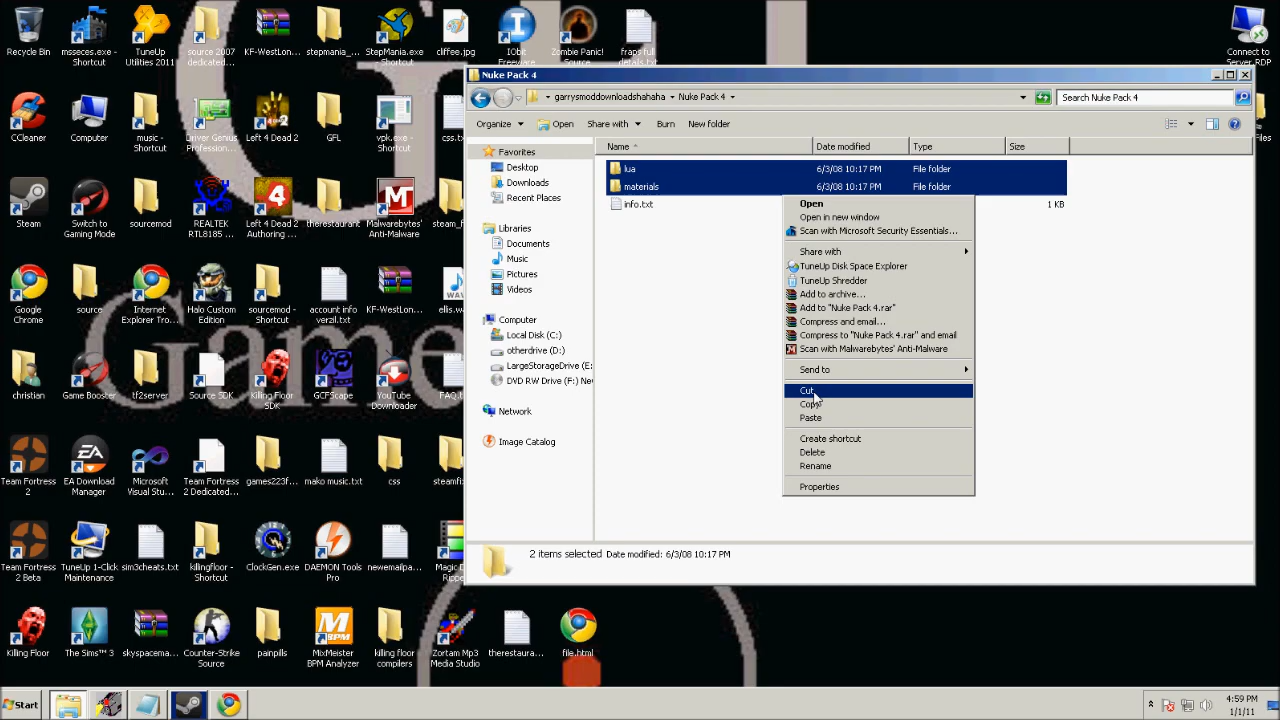 Recycle Bin
msseces.exe - Shortcut
TuneUp Utilities 2011
source 2007 dedicated...
KF-WestLon...
stepmania_...
StepMania.exe - Shortcut
cliffee.jpg
IObit Freeware
Zombie Panic! Source
fraps full details.txt
Connect to Server.RDP
CCleaner
Computer
music - Shortcut
Driver Genius Profession...
Left 4 Dead 2
GFL
vpk.exe - Shortcut
css.tx
Steam
Switch to Gaming Mode
sourcemod
REALTEK RTL8185 ...
Left 4 Dead 2 Authoring ...
therestaurant
Malwarebytes' Anti-Malware
steam_f
Google Chrome
source
Internet Explorer Tro...
Halo Custom Edition
sourcemod - Shortcut
account info verzil.txt
KF-WestLon...
ellis.w
WAV
Game
christian
Game Booster
tf2server
Source SDK
Killing Floor SDK
GCFScape
YouTube Downloader
FAQ.t
Team Fortress 2
EA Download Manager
Microsoft Visual Stu...
Team Fortress 2 Dedicated...
games223f...
mako music.txt
css
steamfix
Team Fortress 2 Beta
TuneUp 1-Click Maintenance
sim3cheats.txt
killingfloor - Shortcut
ClockGen.exe
DAEMON Tools Pro
newemailpa...
Magic D
Ripper
Killing Floor
The Sims™ 3
skyspacema...
Counter-Strike Source
painpills
MixMeister BPM Analyzer
killing floor compilers
Zortam Mp3 Media Studio
therestaura...
file.html
Nuke Pack 4
garrysmoddownloadshahaha
Nuke Pack 4
Search Nuke Pack 4
Organize
Open
Share with
Burn
New folder
Favorites
Desktop
Downloads
Recent Places
Libraries
Documents
Music
Pictures
Videos
Computer
Local Disk (C:)
otherdrive (D:)
LargeStorageDrive (E:
DVD RW Drive (F:) Ne
Network
Image Catalog
Name
Date modified
Type
Size
lua
6/3/08 10:17 PM
File folder
materials
6/3/08 10:17 PM
File folder
info.txt
1 KB
Open
Open in new window
Scan with Microsoft Security Essentials...
Share with
TuneUp Disk Space Explorer
TuneUp Shredder
Add to archive...
Add to "Nuke Pack 4.rar"
Compress and email...
Compress to "Nuke Pack 4.rar" and email
Scan with Malwarebytes' Anti-Malware
Send to
Cut
Copy
Paste
Create shortcut
Delete
Rename
Properties
2 items selected Date modified: 6/3/08 10:17 PM
Start
4:59 PM
1/1/11